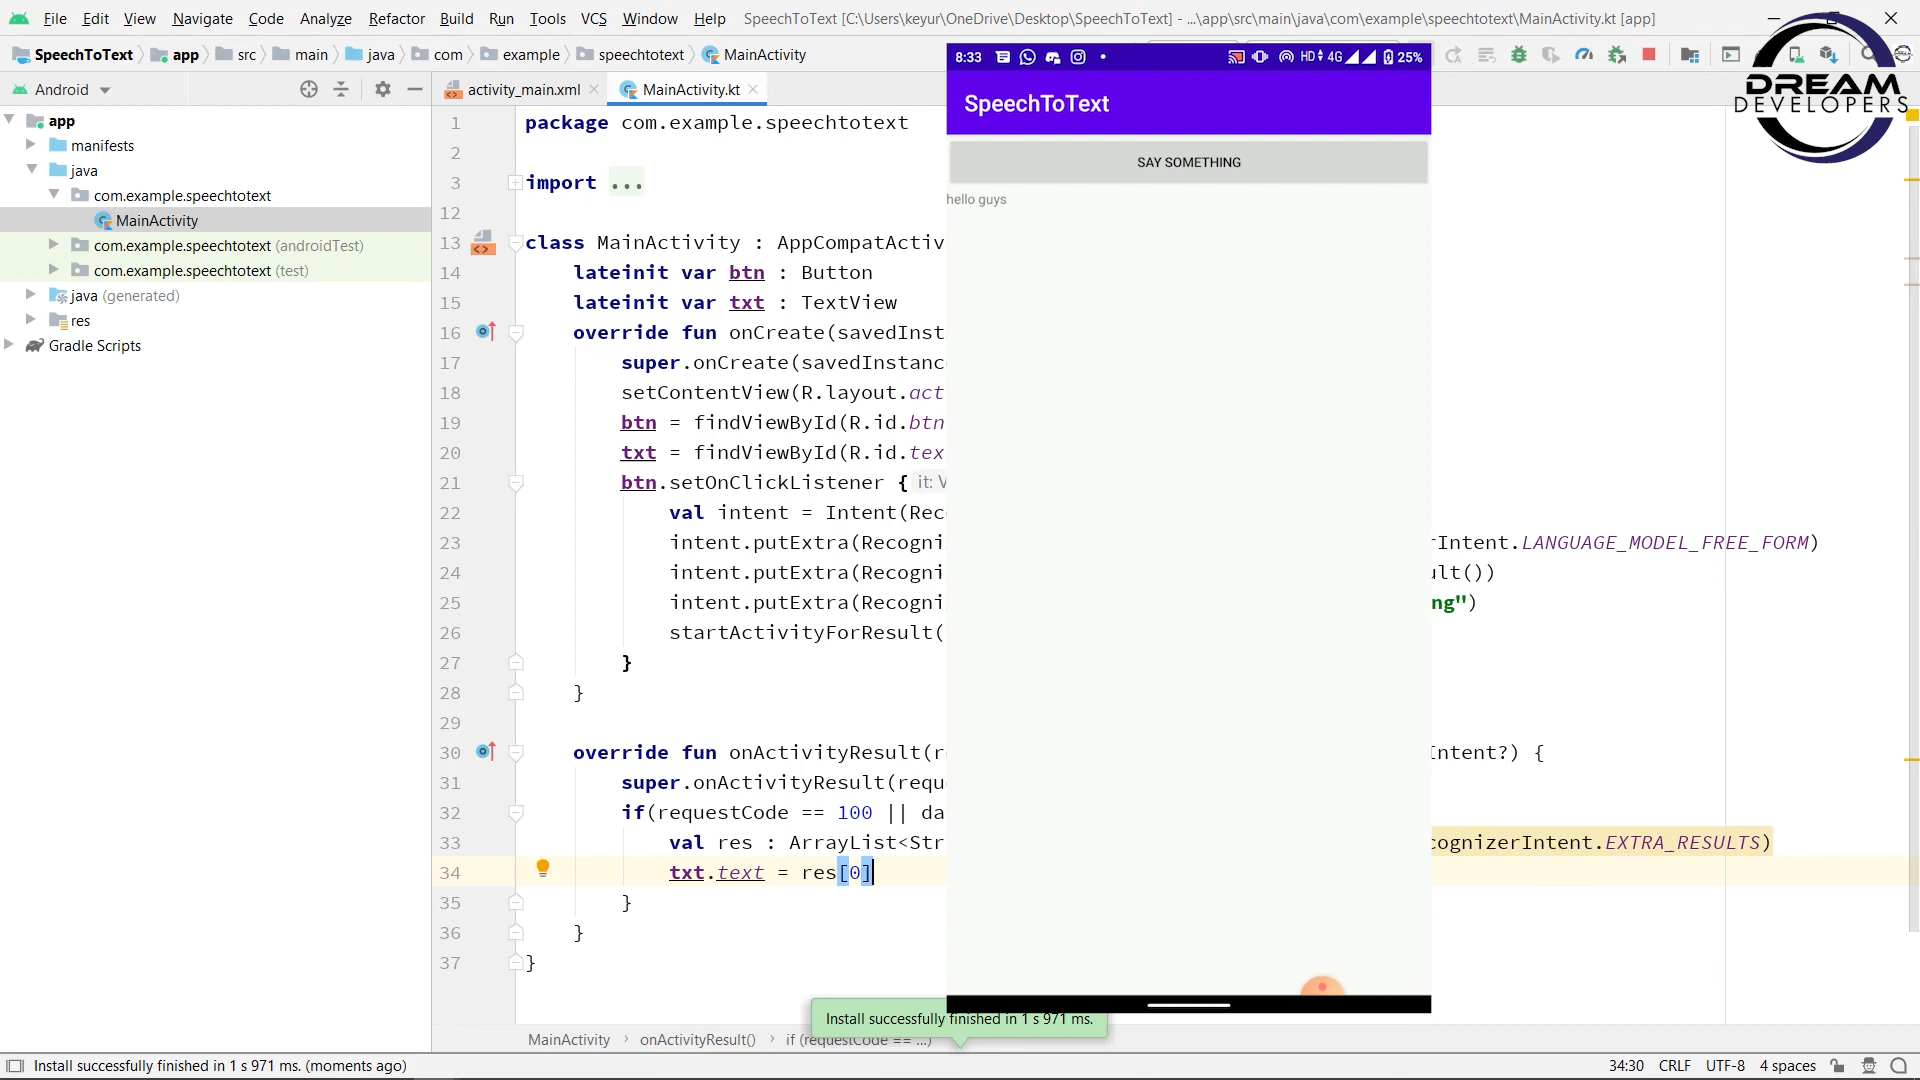 File Edit View Navigate Code Analyze Refactor Build Run Tools VCS Window Help SpeechToText [C:\Users\keyur\OneDrive\Desktop\SpeechToText] - ...\app\src\main\java\com\example\speechtotext\MainActivity.kt [app]
SpeechToText app src main java com example speechtotext MainActivity
Android
activity_main.xml
MainActivity.kt
app
manifests
java
com.example.speechtotext
MainActivity
com.example.speechtotext (androidTest)
com.example.speechtotext (test)
java (generated)
res
Gradle Scripts
1 package com.example.speechtotext
2
3 import ...
12
13 class MainActivity : AppCompatActiv
14 lateinit var btn : Button
15 lateinit var txt : TextView
16 override fun onCreate(savedInst
17 super.onCreate(savedInstanc
18 setContentView(R.layout.act
19 btn = findViewById(R.id.btn
20 txt = findViewById(R.id.tex
21 btn.setOnClickListener { it: V
22 val intent = Intent(Rec
23 intent.putExtra(Recogni rIntent.LANGUAGE_MODEL_FREE_FORM)
24 intent.putExtra(Recogni ult())
25 intent.putExtra(Recogni ng")
26 startActivityForResult(
27 }
28 }
29
30 override fun onActivityResult(r Intent?) {
31 super.onActivityResult(requ
32 if(requestCode == 100 || da
33 val res : ArrayList<Str cognizerIntent.EXTRA_RESULTS)
34 txt.text = res[0]
35 }
36 }
37 }
8:33 HD 4G 25%
SpeechToText
SAY SOMETHING
hello guys
DREAM
DEVELOPERS
Install successfully finished in 1 s 971 ms.
MainActivity › onActivityResult() › if (requestCode == ...)
Install successfully finished in 1 s 971 ms. (moments ago)
34:30 CRLF UTF-8 4 spaces